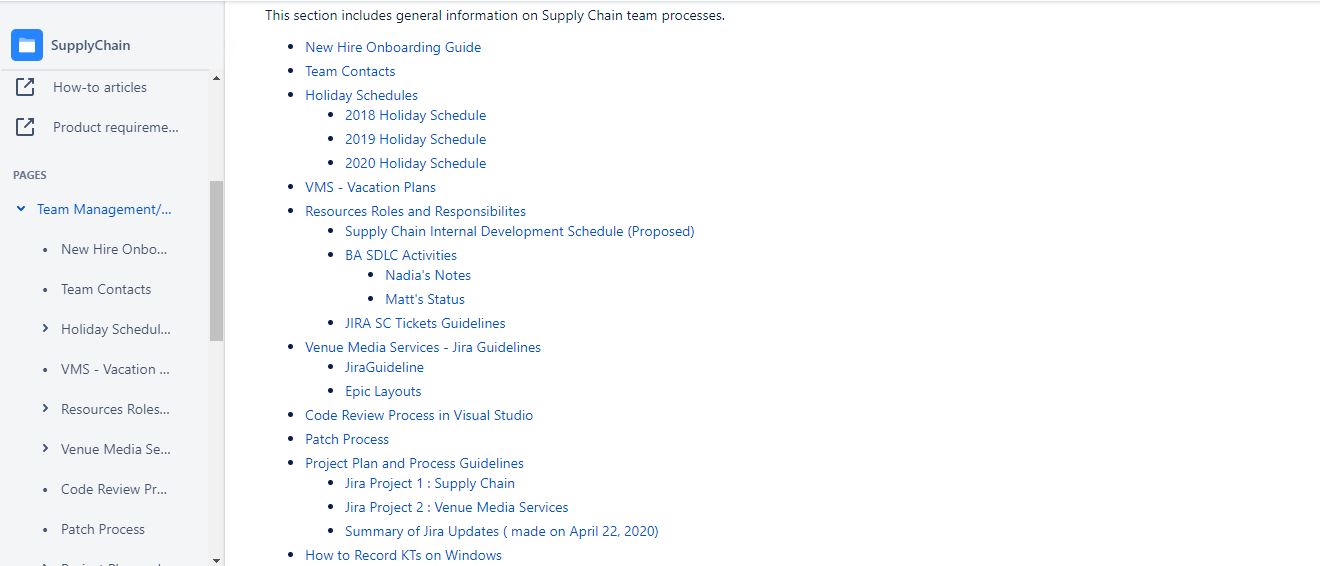 SupplyChain
How-to articles
Product requireme...
PAGES
Team Management/...
New Hire Onbo...
Team Contacts
Holiday Schedul...
VMS - Vacation ...
Resources Roles...
Venue Media Se...
Code Review Pr...
Patch Process
This section includes general information on Supply Chain team processes.
New Hire Onboarding Guide
Team Contacts
Holiday Schedules
2018 Holiday Schedule
2019 Holiday Schedule
2020 Holiday Schedule
VMS - Vacation Plans
Resources Roles and Responsibilites
Supply Chain Internal Development Schedule (Proposed)
BA SDLC Activities
Nadia's Notes
Matt's Status
JIRA SC Tickets Guidelines
Venue Media Services - Jira Guidelines
JiraGuideline
Epic Layouts
Code Review Process in Visual Studio
Patch Process
Project Plan and Process Guidelines
Jira Project 1 : Supply Chain
Jira Project 2 : Venue Media Services
Summary of Jira Updates ( made on April 22, 2020)
How to Record KTs on Windows